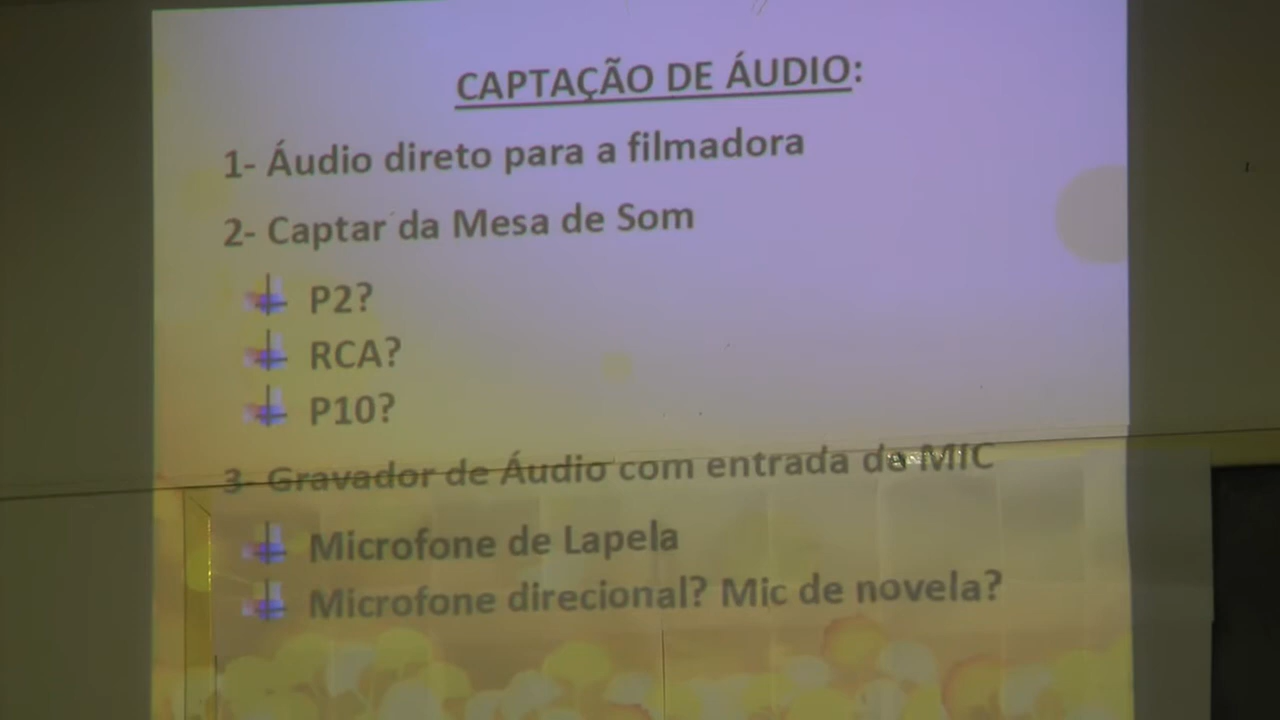 CAPTAÇÃO DE ÁUDIO:
1- Áudio direto para a filmadora
2- Captar da Mesa de Som
P2?
RCA?
P10?
3- Gravador de Áudio com entrada de MIC
Microfone de Lapela
Microfone direcional? Mic de novela?